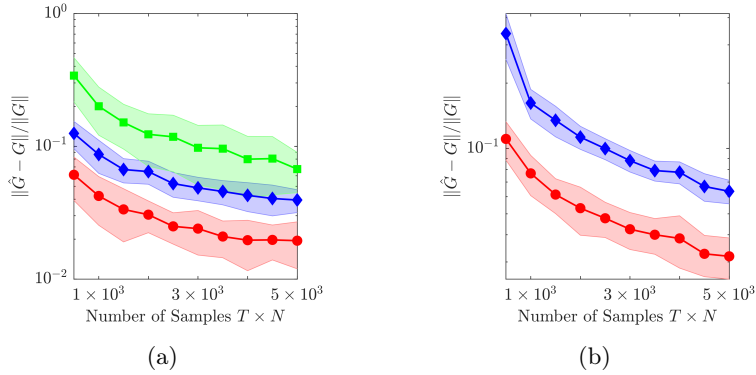 10^0
10^{-1}
10^{-2}
‖Ĝ − G‖/‖G‖
1 × 10^3
3 × 10^3
5 × 10^3
Number of Samples T × N
(a)
10^{-1}
‖Ĝ − G‖/‖G‖
1 × 10^3
3 × 10^3
5 × 10^3
Number of Samples T × N
(b)